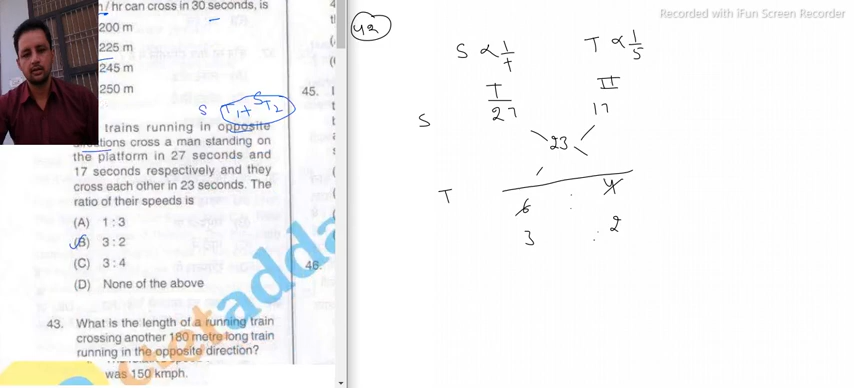 Recorded with iFun Screen Recorder
/ hr can cross in 30 seconds, is
200 m
225 m
245 m
250 m
S T1 + ST2
trains running in opposite
directions cross a man standing on
the platform in 27 seconds and
17 seconds respectively and they
cross each other in 23 seconds. The
ratio of their speeds is
(A) 1 : 3
(B) 3 : 2
(C) 3 : 4
(D) None of the above
43. What is the length of a running train
crossing another 180 metre long train
running in the opposite direction?
was 150 kmph.
45.
46.
42
S ∝ 1/T T ∝ 1/S
I II
S 27 17
23
T 6 : 4
3 : 2